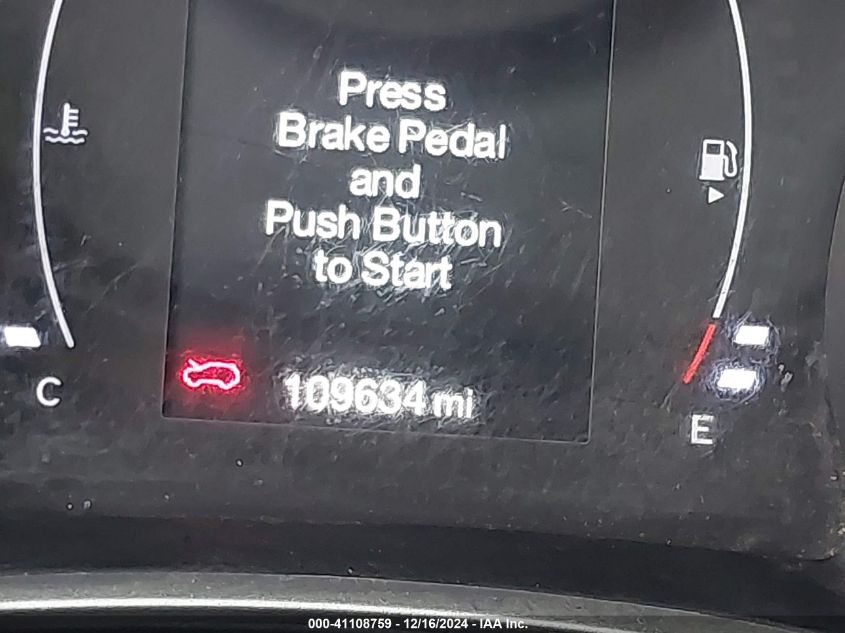 Press
Brake Pedal
and
Push Button
to Start
109634 mi
C
E
000-41108759 - 12/16/2024 - IAA Inc.